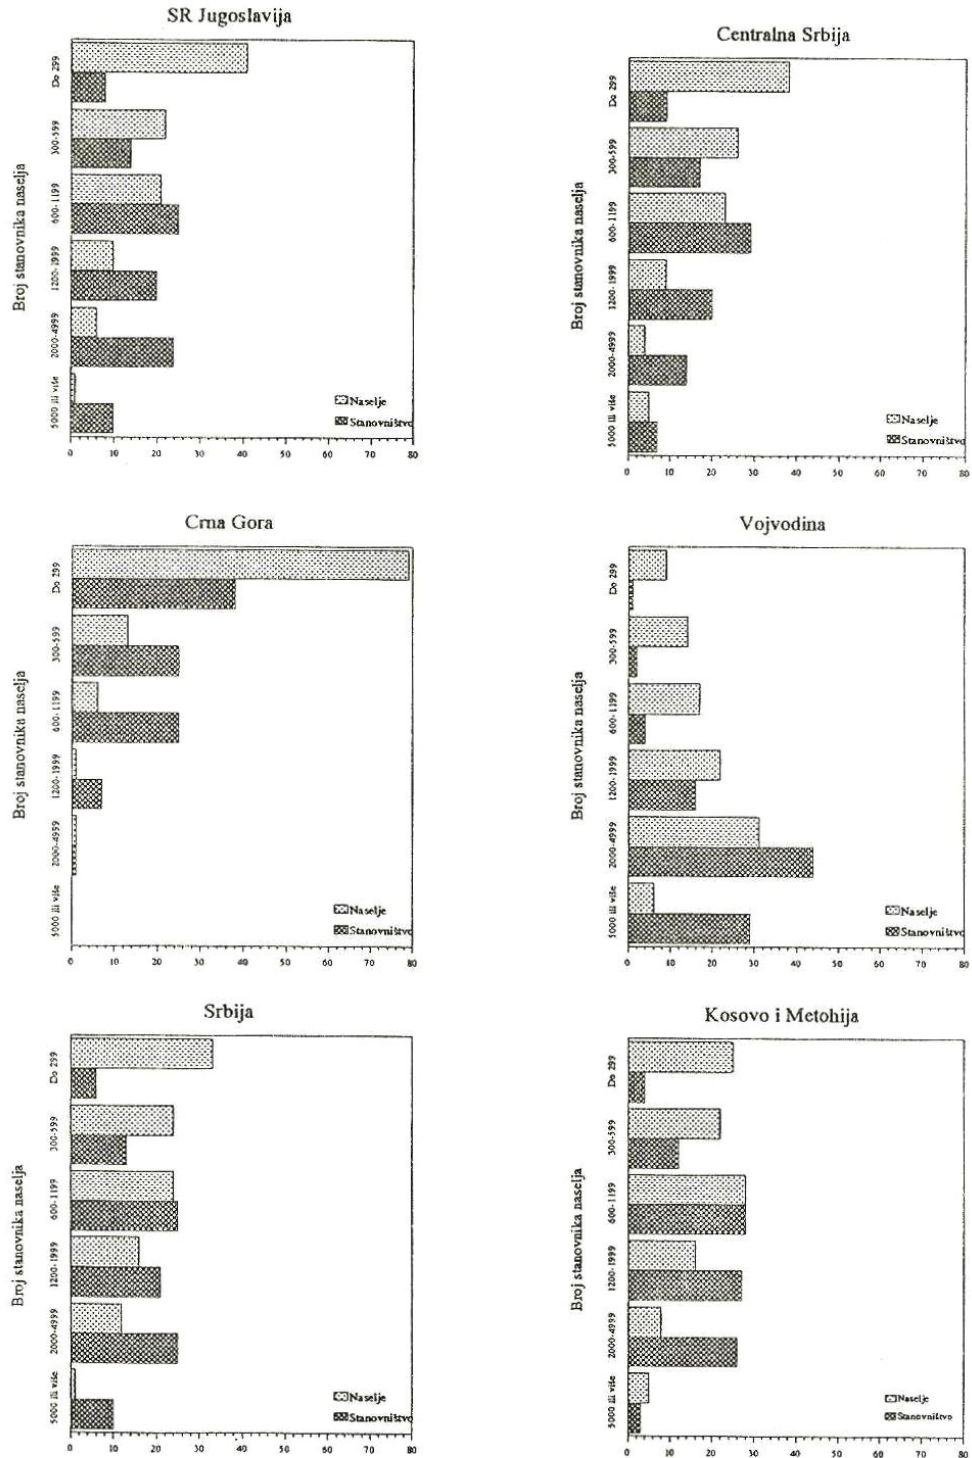 SR Jugoslavija
Broj stanovnika naselja
Do 299
300-599
600-1199
1200-1999
2000-4999
5000 ili više
Naselje
Stanovništvo
0 10 20 30 40 50 60 70 80
Centralna Srbija
Broj stanovnika naselja
Do 299
300-599
600-1199
1200-1999
2000-4999
5000 ili više
Naselje
Stanovništvo
0 10 20 30 40 50 60 70 80
Crna Gora
Broj stanovnika naselja
Do 299
300-599
600-1199
1200-1999
2000-4999
5000 ili više
Naselje
Stanovništvo
0 10 20 30 40 50 60 70 80
Vojvodina
Broj stanovnika naselja
Do 299
300-599
600-1199
1200-1999
2000-4999
5000 ili više
Naselje
Stanovništvo
0 10 20 30 40 50 60 70 80
Srbija
Broj stanovnika naselja
Do 299
300-599
600-1199
1200-1999
2000-4999
5000 ili više
Naselje
Stanovništvo
0 10 20 30 40 50 60 70 80
Kosovo i Metohija
Broj stanovnika naselja
Do 299
300-599
600-1199
1200-1999
2000-4999
5000 ili više
Naselje
Stanovništvo
0 10 20 30 40 50 60 70 80